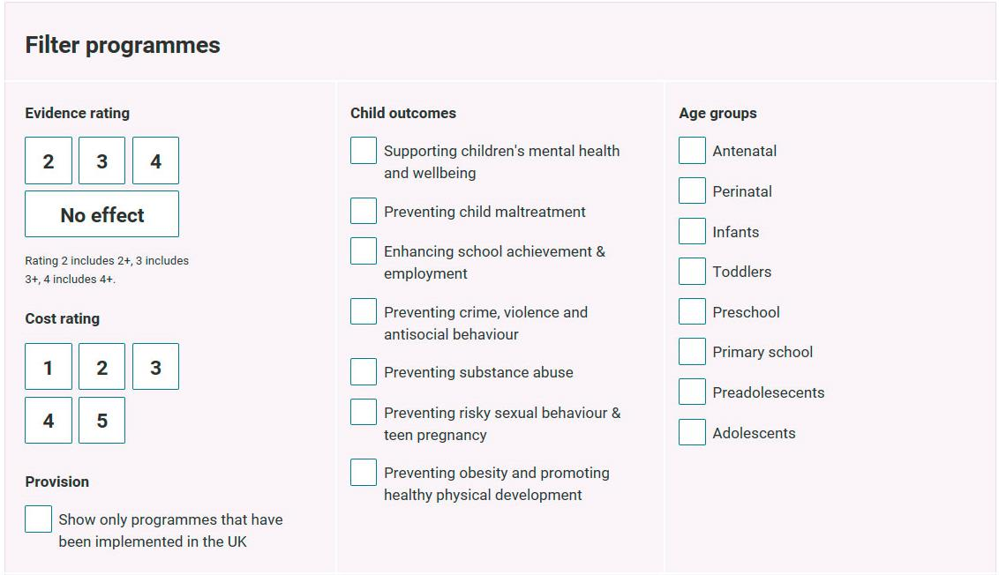 Filter programmes
Evidence rating
2 3 4
No effect
Rating 2 includes 2+, 3 includes
3+, 4 includes 4+.
Cost rating
1 2 3
4 5
Provision
Show only programmes that have
been implemented in the UK
Child outcomes
Supporting children's mental health
and wellbeing
Preventing child maltreatment
Enhancing school achievement &
employment
Preventing crime, violence and
antisocial behaviour
Preventing substance abuse
Preventing risky sexual behaviour &
teen pregnancy
Preventing obesity and promoting
healthy physical development
Age groups
Antenatal
Perinatal
Infants
Toddlers
Preschool
Primary school
Preadolesecents
Adolescents